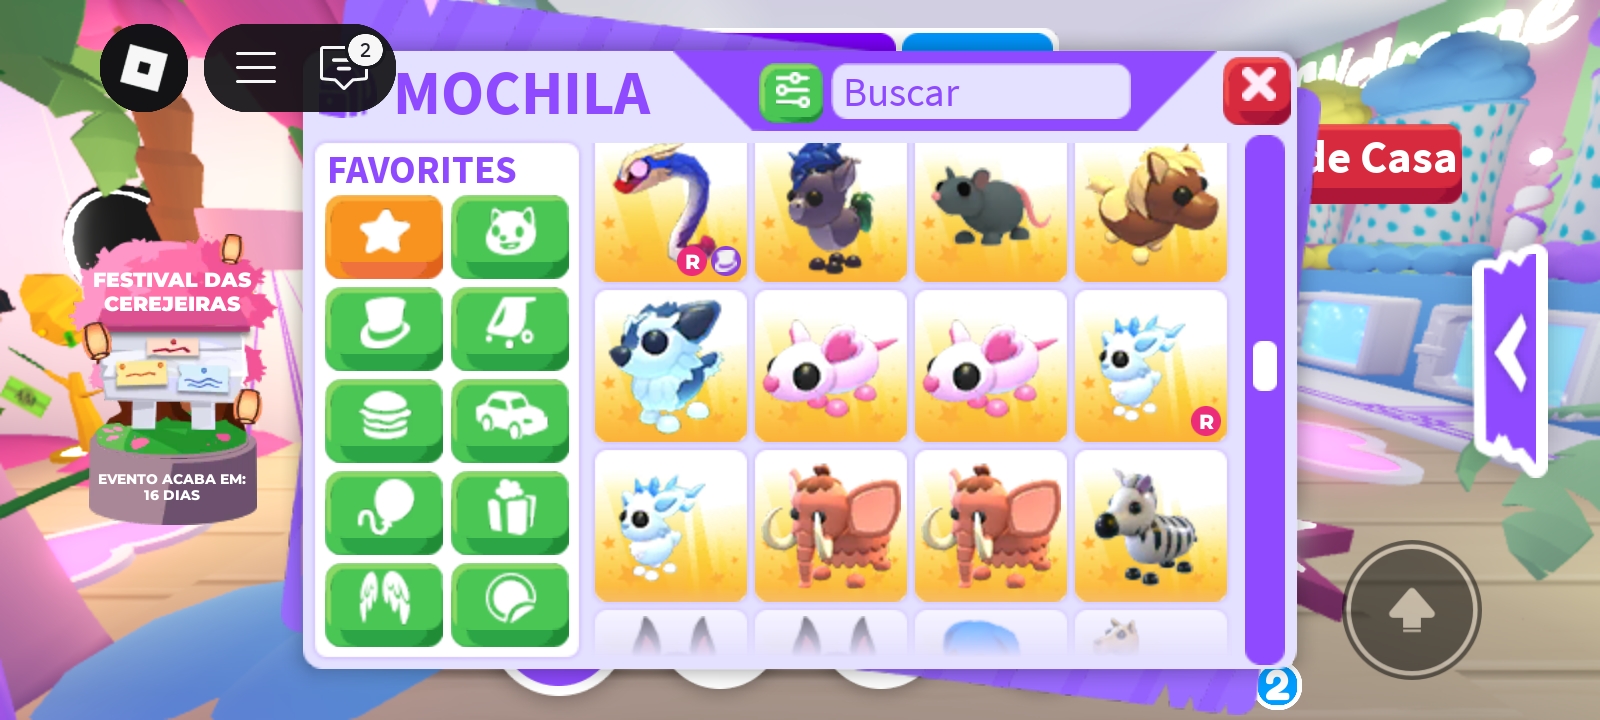 2
MOCHILA
Buscar
FAVORITES
de Casa
FESTIVAL DAS
CEREJEIRAS
EVENTO ACABA EM:
16 DIAS
R
R
2